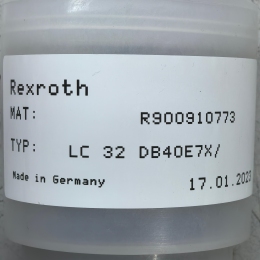 Rexroth
MAT: R900910773
TYP: LC 32 DB40E7X/
Made in Germany 17.01.2023